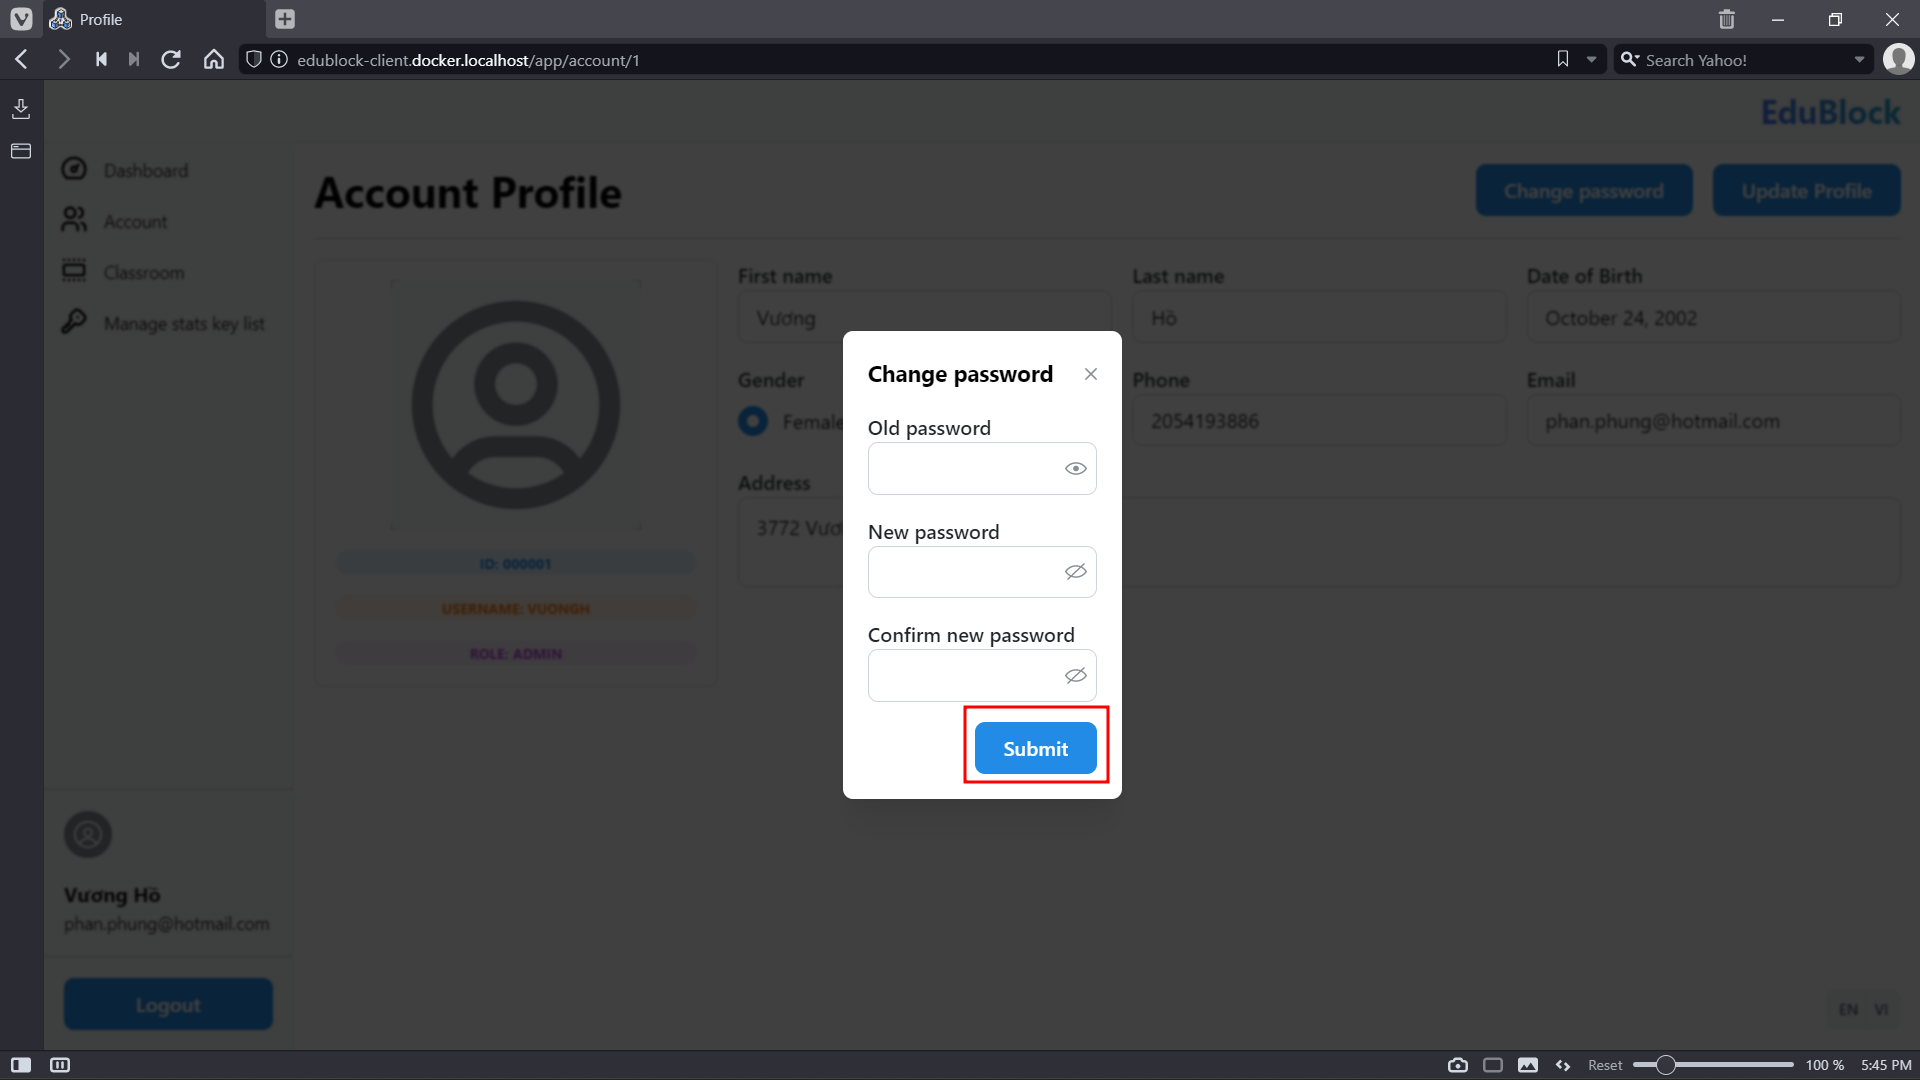 Profile
edublock-client.docker.localhost/app/account/1
Search Yahoo!
EduBlock
Dashboard
Account
Classroom
Manage stats key list
Account Profile
Change password
Update Profile
First name
Last name
Date of Birth
Vương
Hồ
October 24, 2002
Gender
Phone
Email
Female
2054193886
phan.phung@hotmail.com
Address
3772 Vươ
ID: 000001
USERNAME: VUONGH
ROLE: ADMIN
Change password
Old password
New password
Confirm new password
Submit
Vương Hồ
phan.phung@hotmail.com
Logout
EN VI
Reset
100 %
5:45 PM